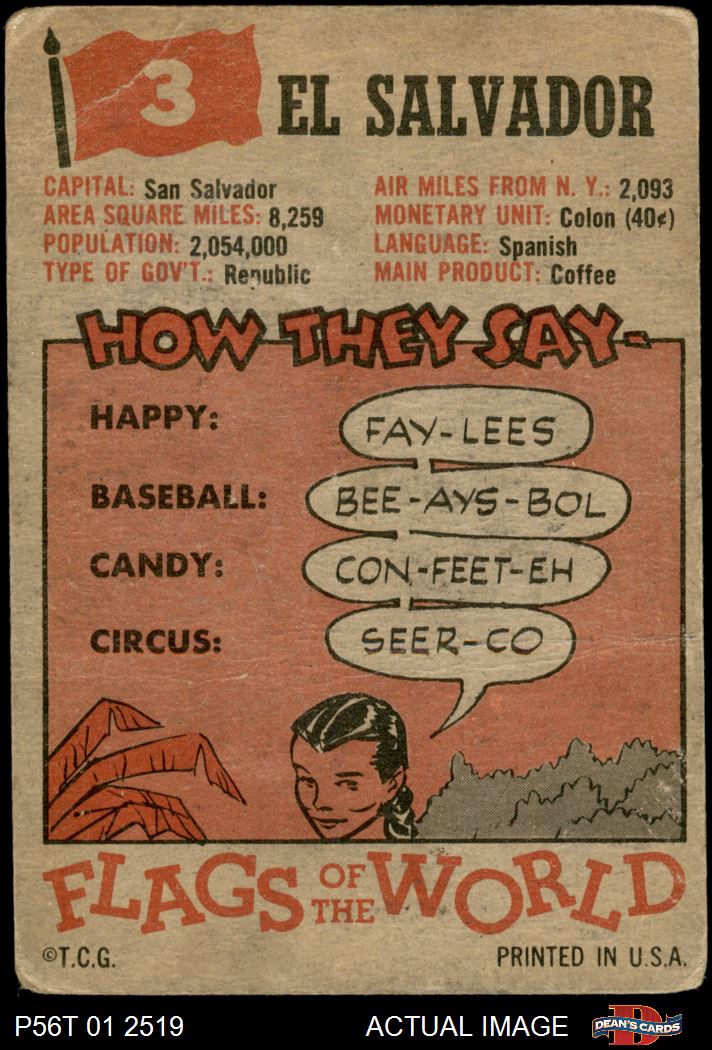 3
EL SALVADOR
CAPITAL: San Salvador
AREA SQUARE MILES: 8,259
POPULATION: 2,054,000
TYPE OF GOV'T.: Republic
AIR MILES FROM N. Y.: 2,093
MONETARY UNIT: Colon (40¢)
LANGUAGE: Spanish
MAIN PRODUCT: Coffee
HOW THEY SAY-
HAPPY: FAY-LEES
BASEBALL: BEE-AYS-BOL
CANDY: CON-FEET-EH
CIRCUS: SEER-CO
FLAGS OF THE WORLD
©T.C.G. PRINTED IN U.S.A.
P56T 01 2519 ACTUAL IMAGE DEAN'S CARDS